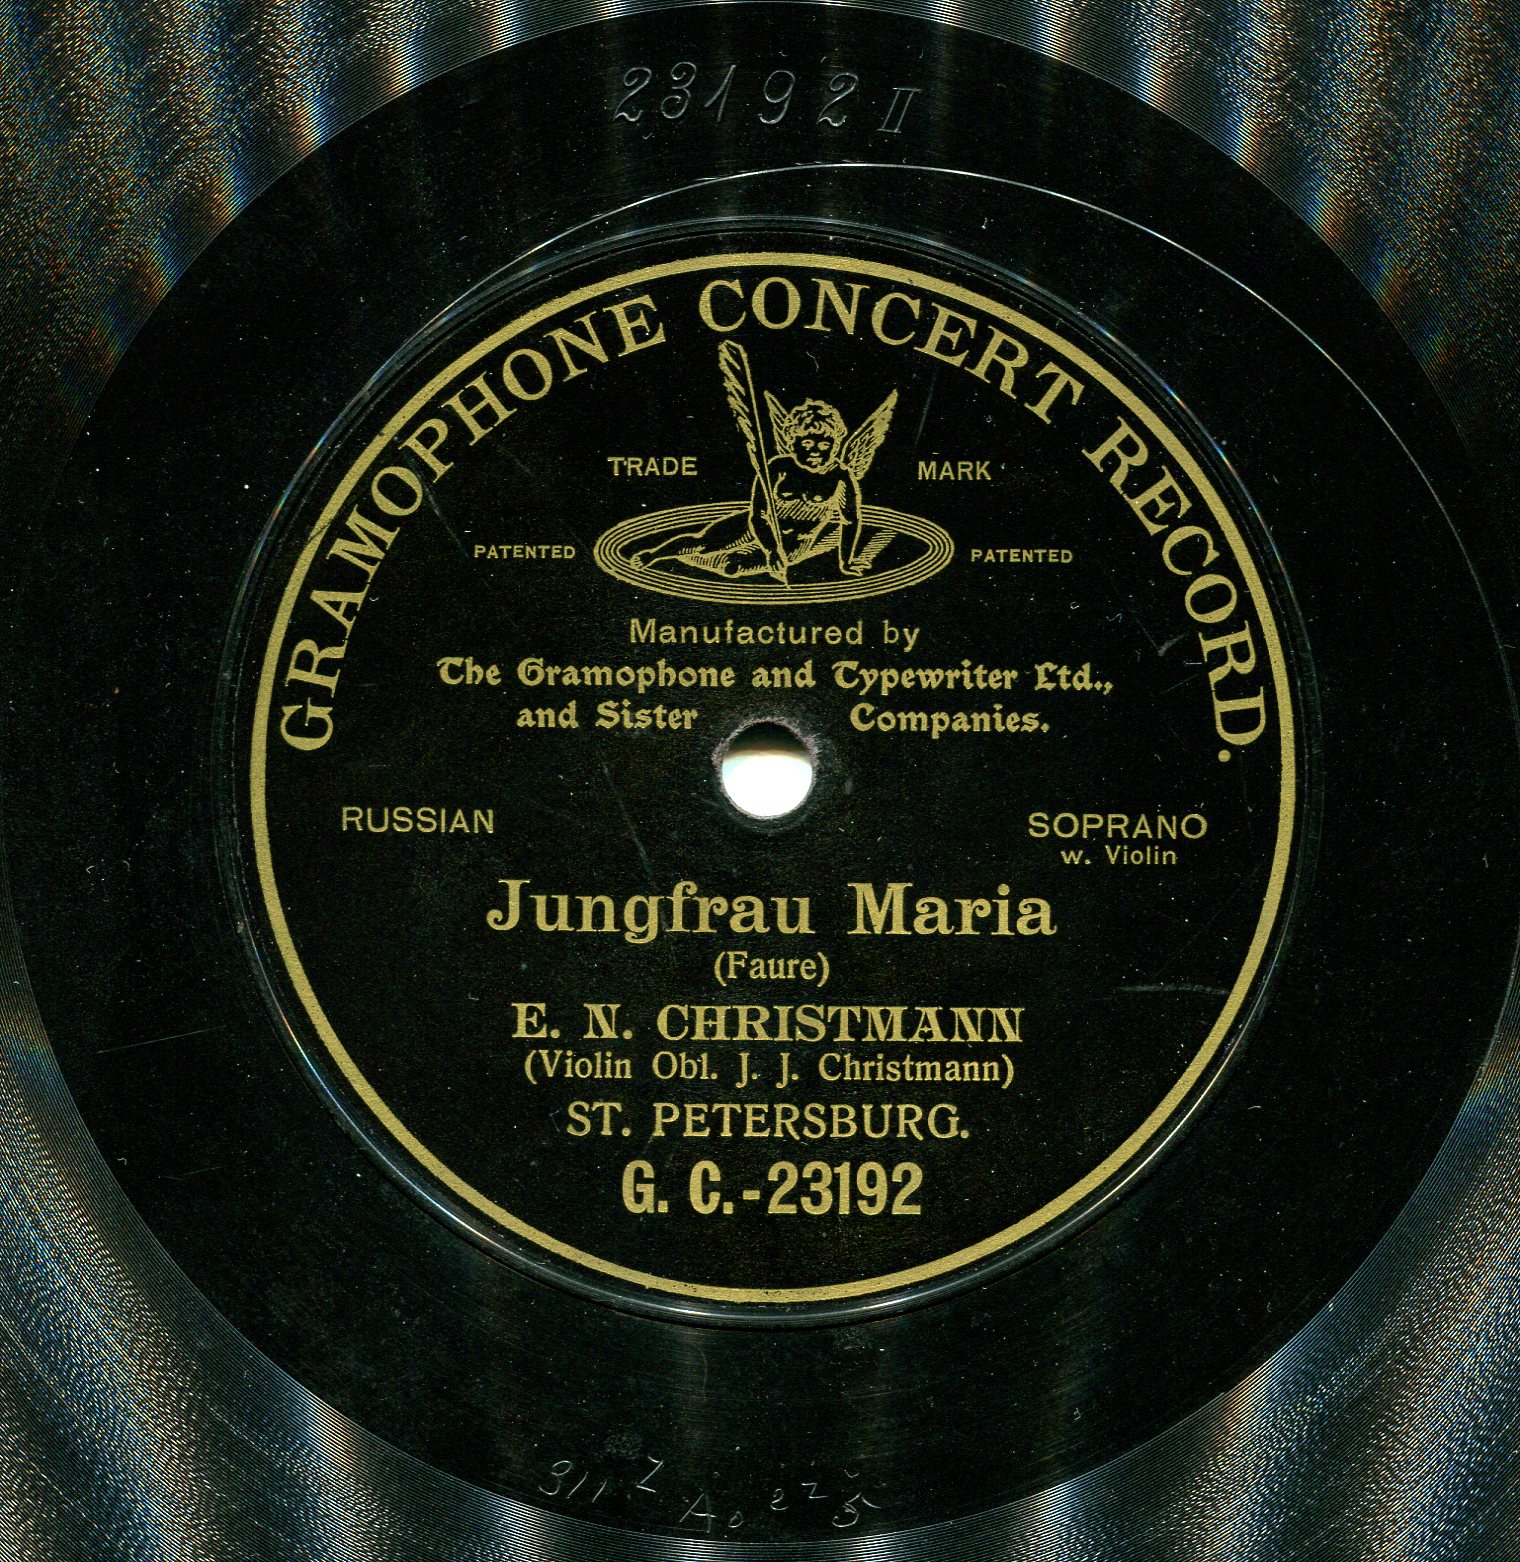 23192 II
GRAMOPHONE CONCERT RECORD.
TRADE MARK
PATENTED PATENTED
Manufactured by
The Gramophone and Typewriter Ltd.,
and Sister Companies.
RUSSIAN SOPRANO
w. Violin
Jungfrau Maria
(Faure)
E. N. CHRISTMANN
(Violin Obl. J. J. Christmann)
ST. PETERSBURG.
G. C.-23192